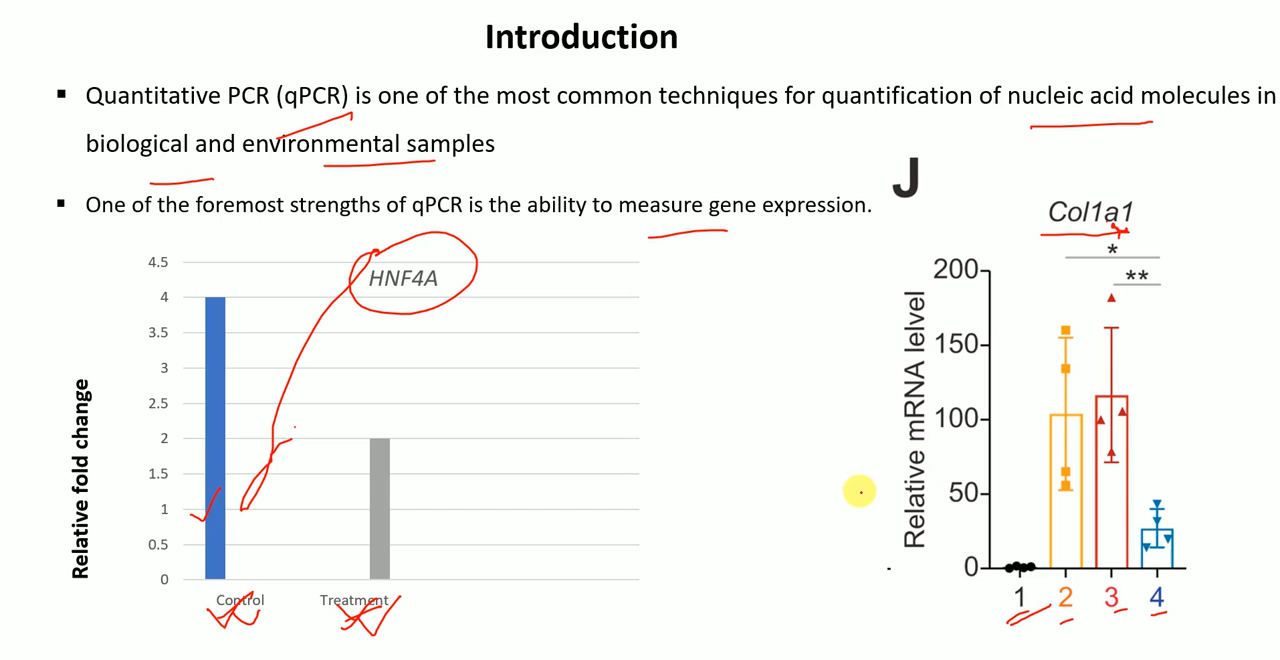 Introduction
▪ Quantitative PCR (qPCR) is one of the most common techniques for quantification of nucleic acid molecules in
biological and environmental samples
▪ One of the foremost strengths of qPCR is the ability to measure gene expression.
HNF4A
Relative fold change
4.5
4
3.5
3
2.5
2
1.5
1
0.5
0
Control Treatment
J
Col1a1
*
**
Relative mRNA lelvel
200
150
100
50
0
1 2 3 4